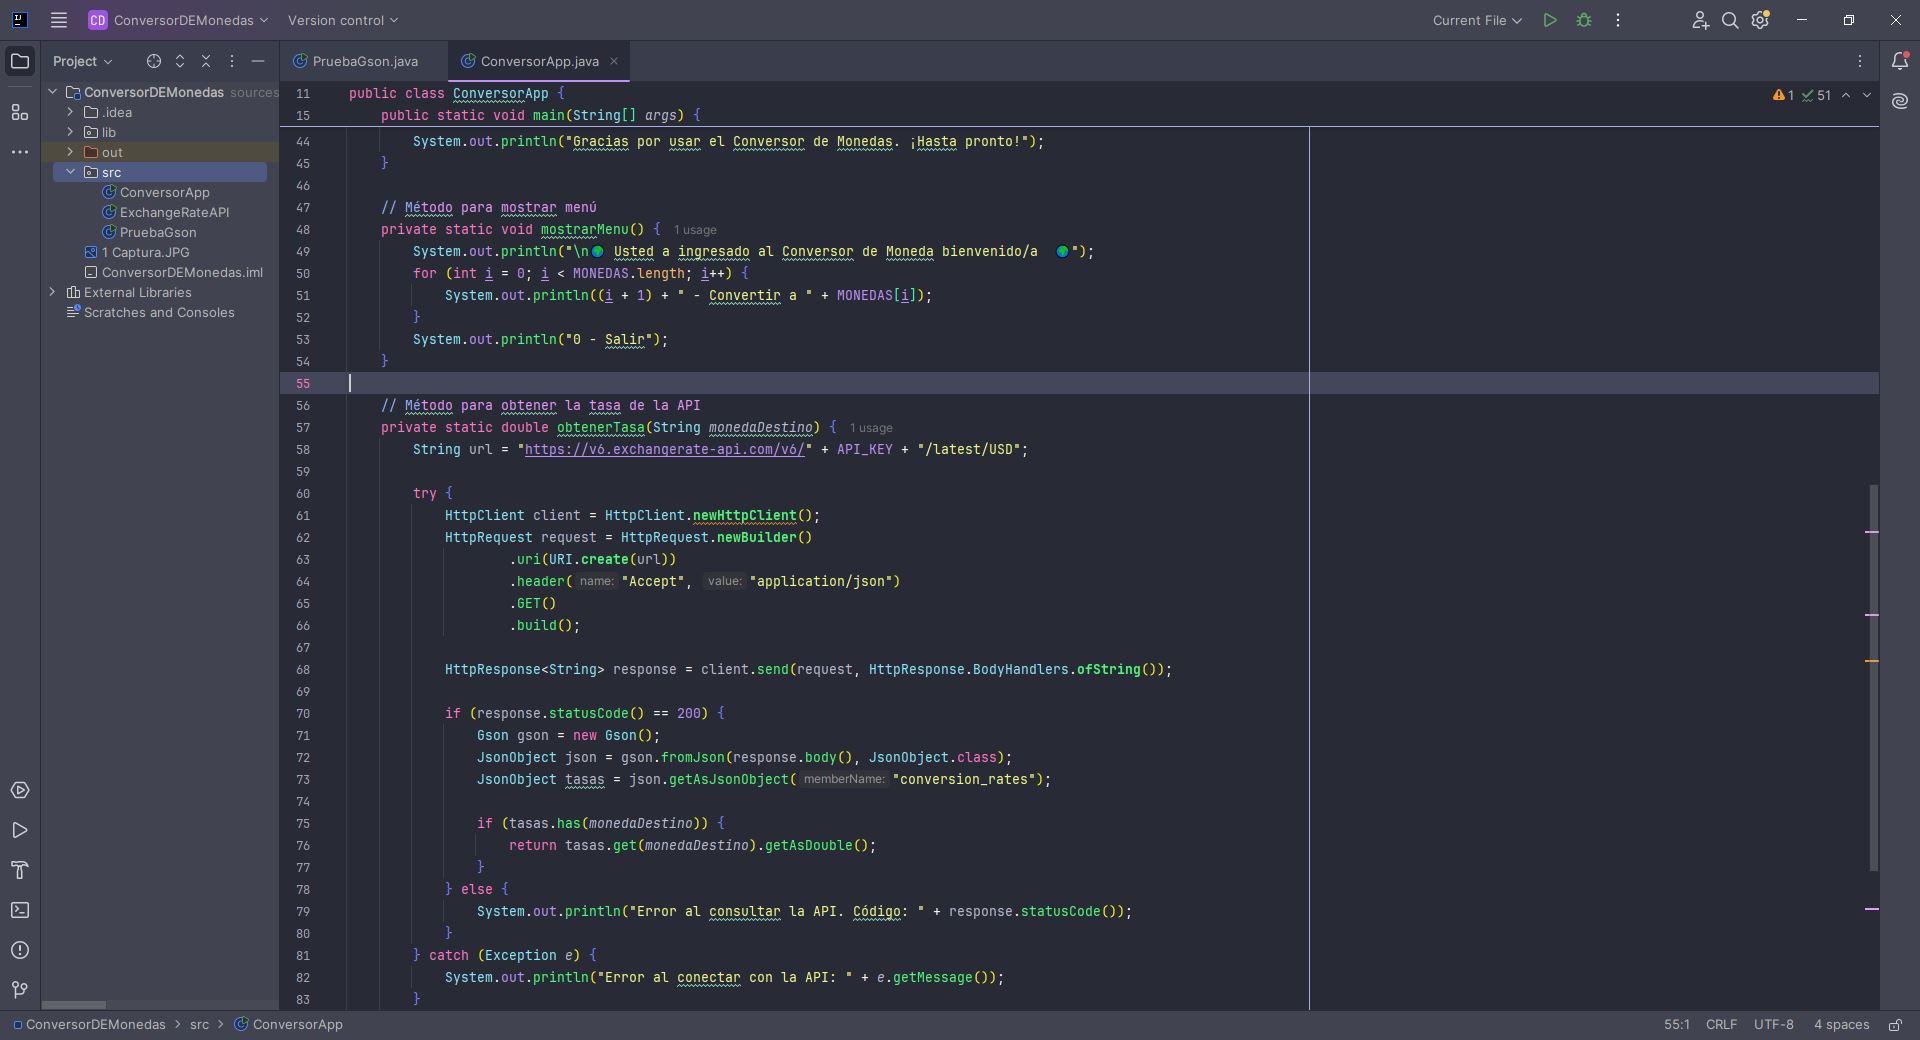 CD ConversorDEMonedas Version control Current File
Project
PruebaGson.java
ConversorApp.java
ConversorDEMonedas sources
.idea
lib
out
src
ConversorApp
ExchangeRateAPI
PruebaGson
1 Captura.JPG
ConversorDEMonedas.iml
External Libraries
Scratches and Consoles
1 51
11 public class ConversorApp {
15 public static void main(String[] args) {
44 System.out.println("Gracias por usar el Conversor de Monedas. ¡Hasta pronto!");
45 }
46
47 // Método para mostrar menú
48 private static void mostrarMenu() { 1 usage
49 System.out.println("\n🌍 Usted a ingresado al Conversor de Moneda bienvenido/a 🌍");
50 for (int i = 0; i < MONEDAS.length; i++) {
51 System.out.println((i + 1) + " - Convertir a " + MONEDAS[i]);
52 }
53 System.out.println("0 - Salir");
54 }
55
56 // Método para obtener la tasa de la API
57 private static double obtenerTasa(String monedaDestino) { 1 usage
58 String url = "https://v6.exchangerate-api.com/v6/" + API_KEY + "/latest/USD";
59
60 try {
61 HttpClient client = HttpClient.newHttpClient();
62 HttpRequest request = HttpRequest.newBuilder()
63 .uri(URI.create(url))
64 .header( name: "Accept", value: "application/json")
65 .GET()
66 .build();
67
68 HttpResponse<String> response = client.send(request, HttpResponse.BodyHandlers.ofString());
69
70 if (response.statusCode() == 200) {
71 Gson gson = new Gson();
72 JsonObject json = gson.fromJson(response.body(), JsonObject.class);
73 JsonObject tasas = json.getAsJsonObject( memberName: "conversion_rates");
74
75 if (tasas.has(monedaDestino)) {
76 return tasas.get(monedaDestino).getAsDouble();
77 }
78 } else {
79 System.out.println("Error al consultar la API. Código: " + response.statusCode());
80 }
81 } catch (Exception e) {
82 System.out.println("Error al conectar con la API: " + e.getMessage());
83 }
ConversorDEMonedas > src > ConversorApp 55:1 CRLF UTF-8 4 spaces